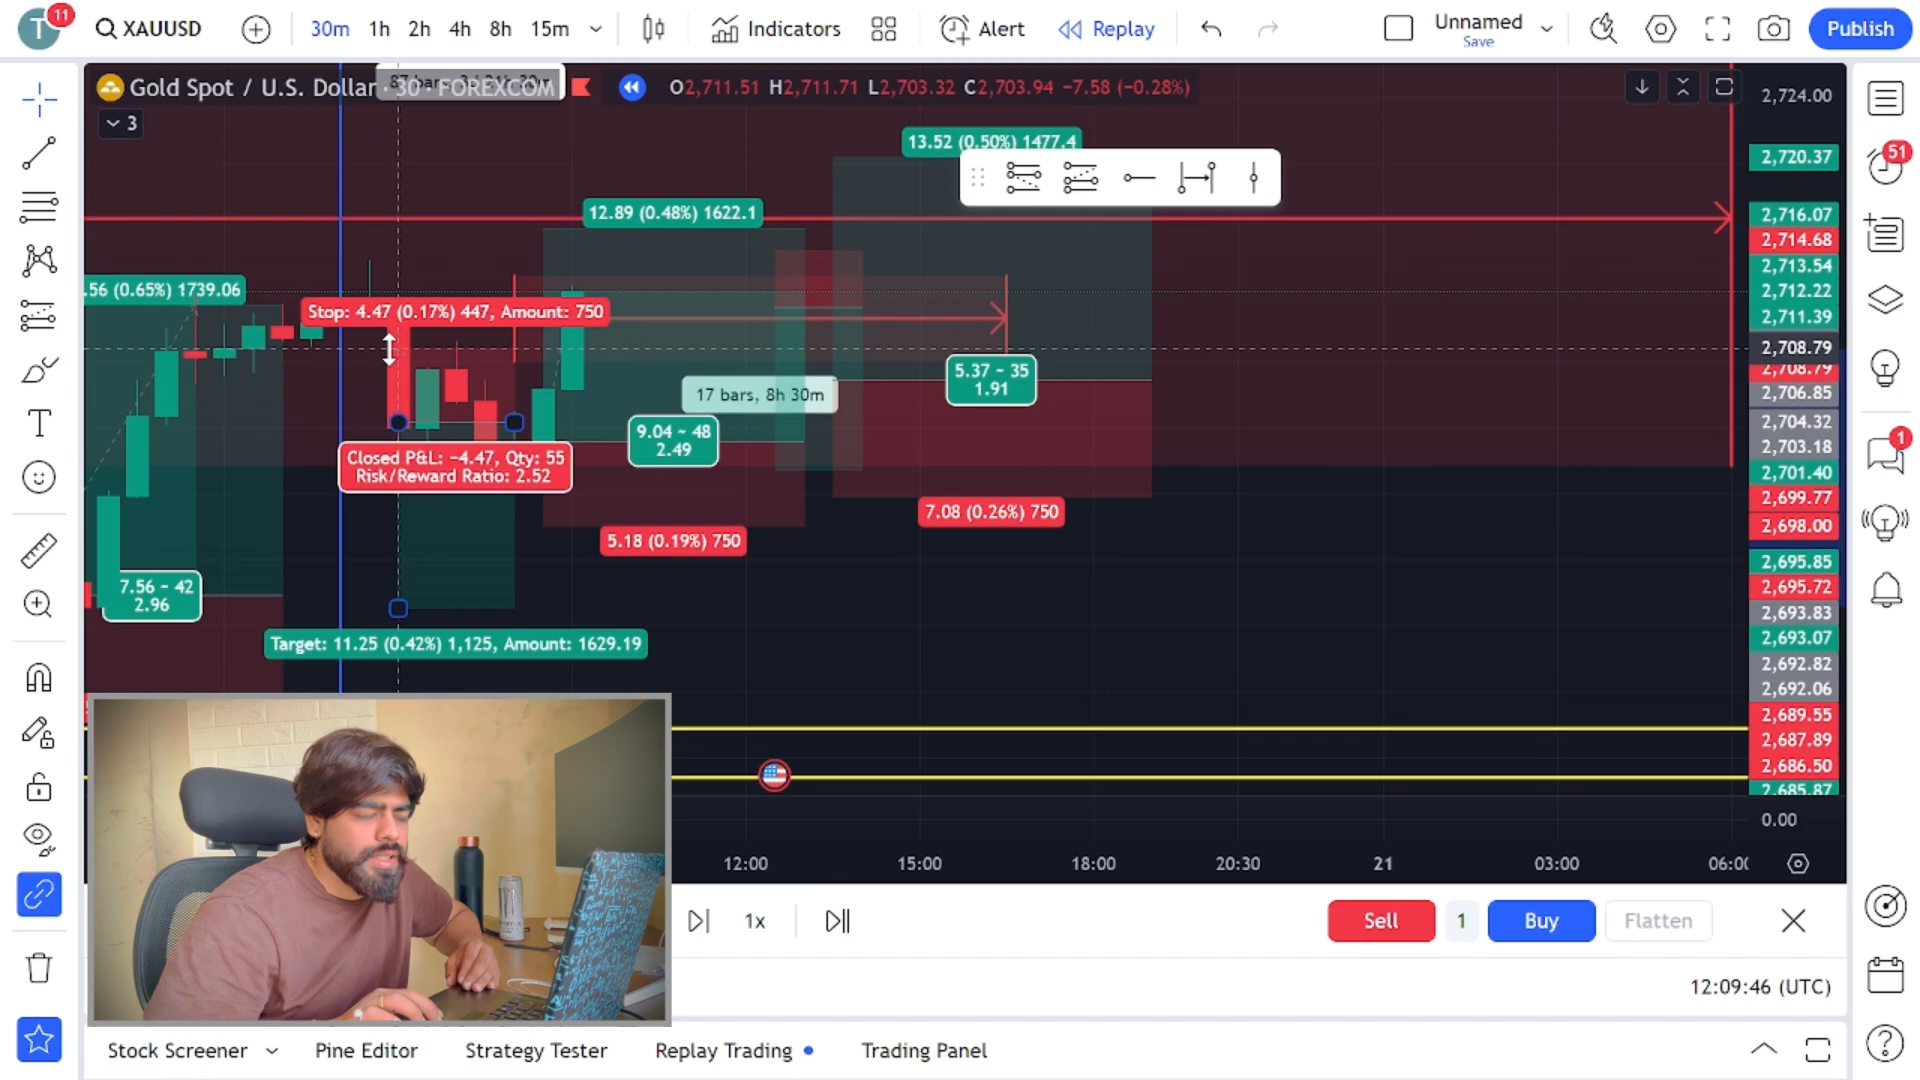 T
11
XAUUSD
30m
1h
2h
4h
8h
15m
Indicators
Alert
Replay
Unnamed
Save
Publish
Gold Spot / U.S. Dollar · 30 · FOREXCOM
O2,711.51 H2,711.71 L2,703.32 C2,703.94 −7.58 (−0.28%)
3
13.52 (0.50%) 1477.4
12.89 (0.48%) 1622.1
.56 (0.65%) 1739.06
Stop: 4.47 (0.17%) 447, Amount: 750
5.37 ~ 35
1.91
17 bars, 8h 30m
9.04 ~ 48
2.49
Closed P&L: −4.47, Qty: 55
Risk/Reward Ratio: 2.52
7.08 (0.26%) 750
5.18 (0.19%) 750
7.56 ~ 42
2.96
Target: 11.25 (0.42%) 1,125, Amount: 1629.19
2,724.00
2,720.37
2,716.07
2,714.68
2,713.54
2,712.22
2,711.39
2,708.79
2,708.79
2,706.85
2,704.32
2,703.18
2,701.40
2,699.77
2,698.00
2,695.85
2,695.72
2,693.83
2,693.07
2,692.82
2,692.06
2,689.55
2,687.89
2,686.50
2,685.87
0.00
12:00
15:00
18:00
20:30
21
03:00
06:0
51
1
1x
Sell
1
Buy
Flatten
12:09:46 (UTC)
Stock Screener
Pine Editor
Strategy Tester
Replay Trading
Trading Panel